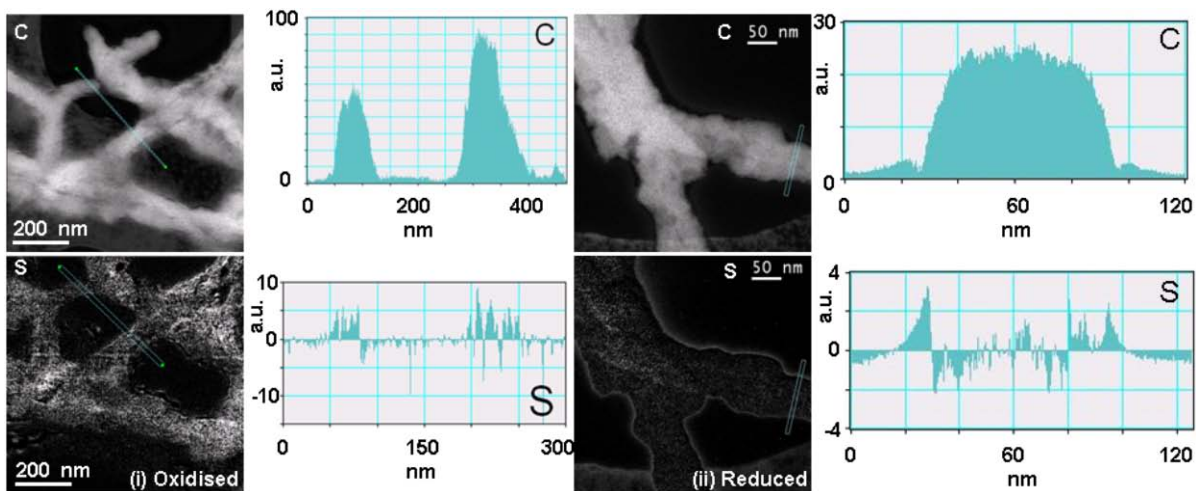 C
200 nm
100
a.u.
0
C
0 200 400
nm
C
50 nm
30
a.u.
0
C
0 60 120
nm
S
200 nm
(i) Oxidised
10
a.u.
0
-10
S
0 150 300
nm
S
50 nm
(ii) Reduced
4
a.u.
0
-4
S
0 60 120
nm